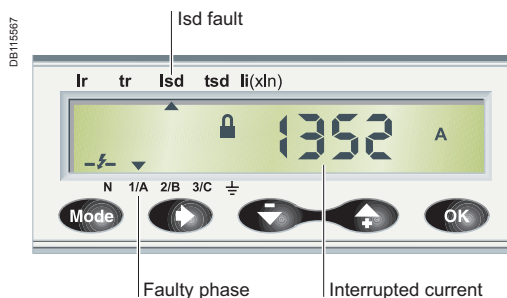 Isd fault
DB115567
Ir tr Isd tsd Ii(xIn)
1352 A
N 1/A 2/B 3/C
Mode OK
Faulty phase Interrupted current